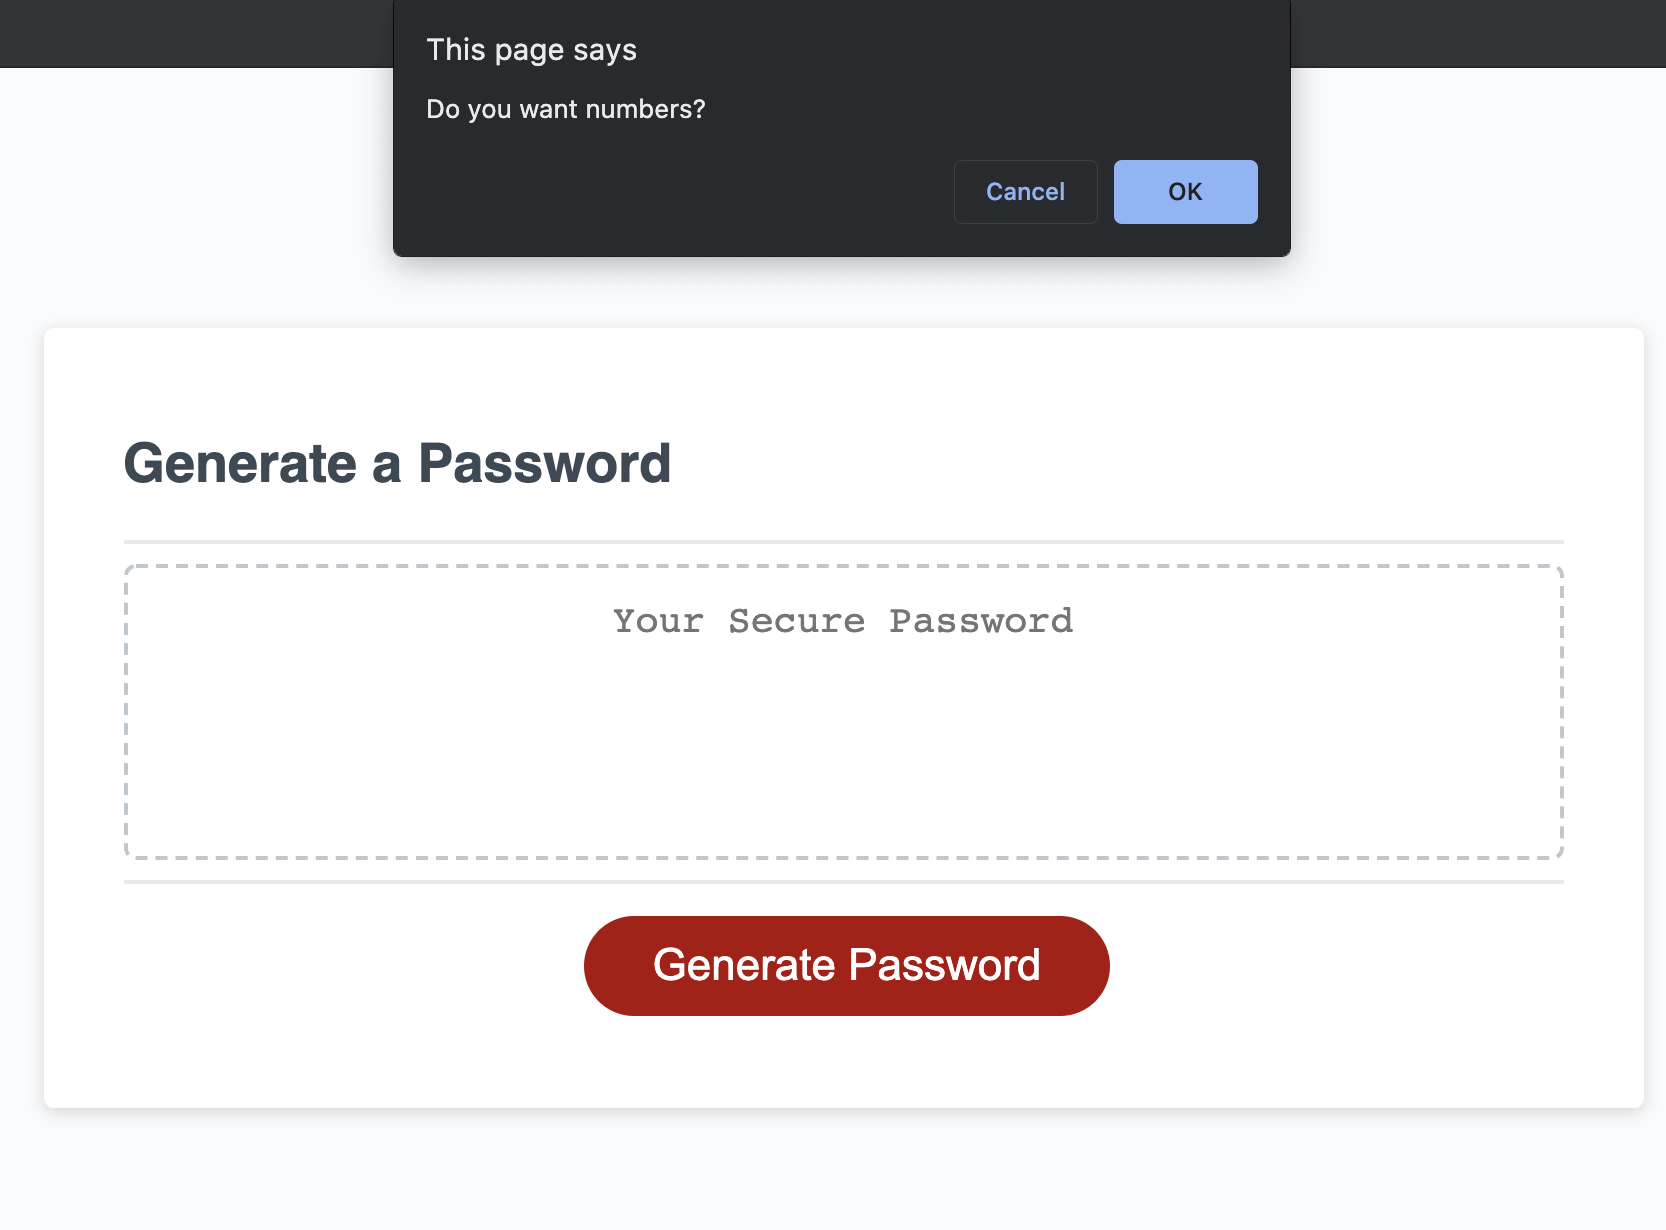 This page says
Do you want numbers?
Cancel
OK
Generate a Password
Your Secure Password
Generate Password